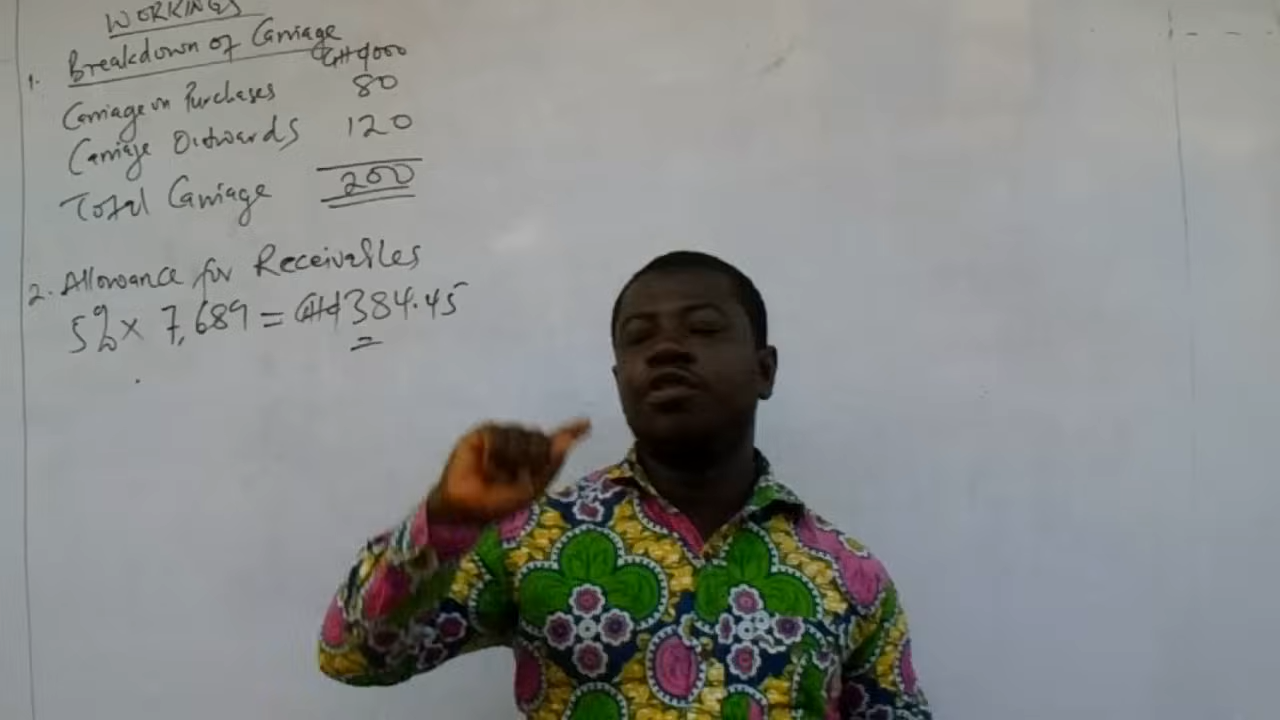 WORKINGS
1. Breakdown of Carriage
GH¢000
Carriage on Purchases 80
Carriage Outwards 120
Total Carriage 200
2. Allowance for Receivables
5% x 7,689 = GH¢384.45